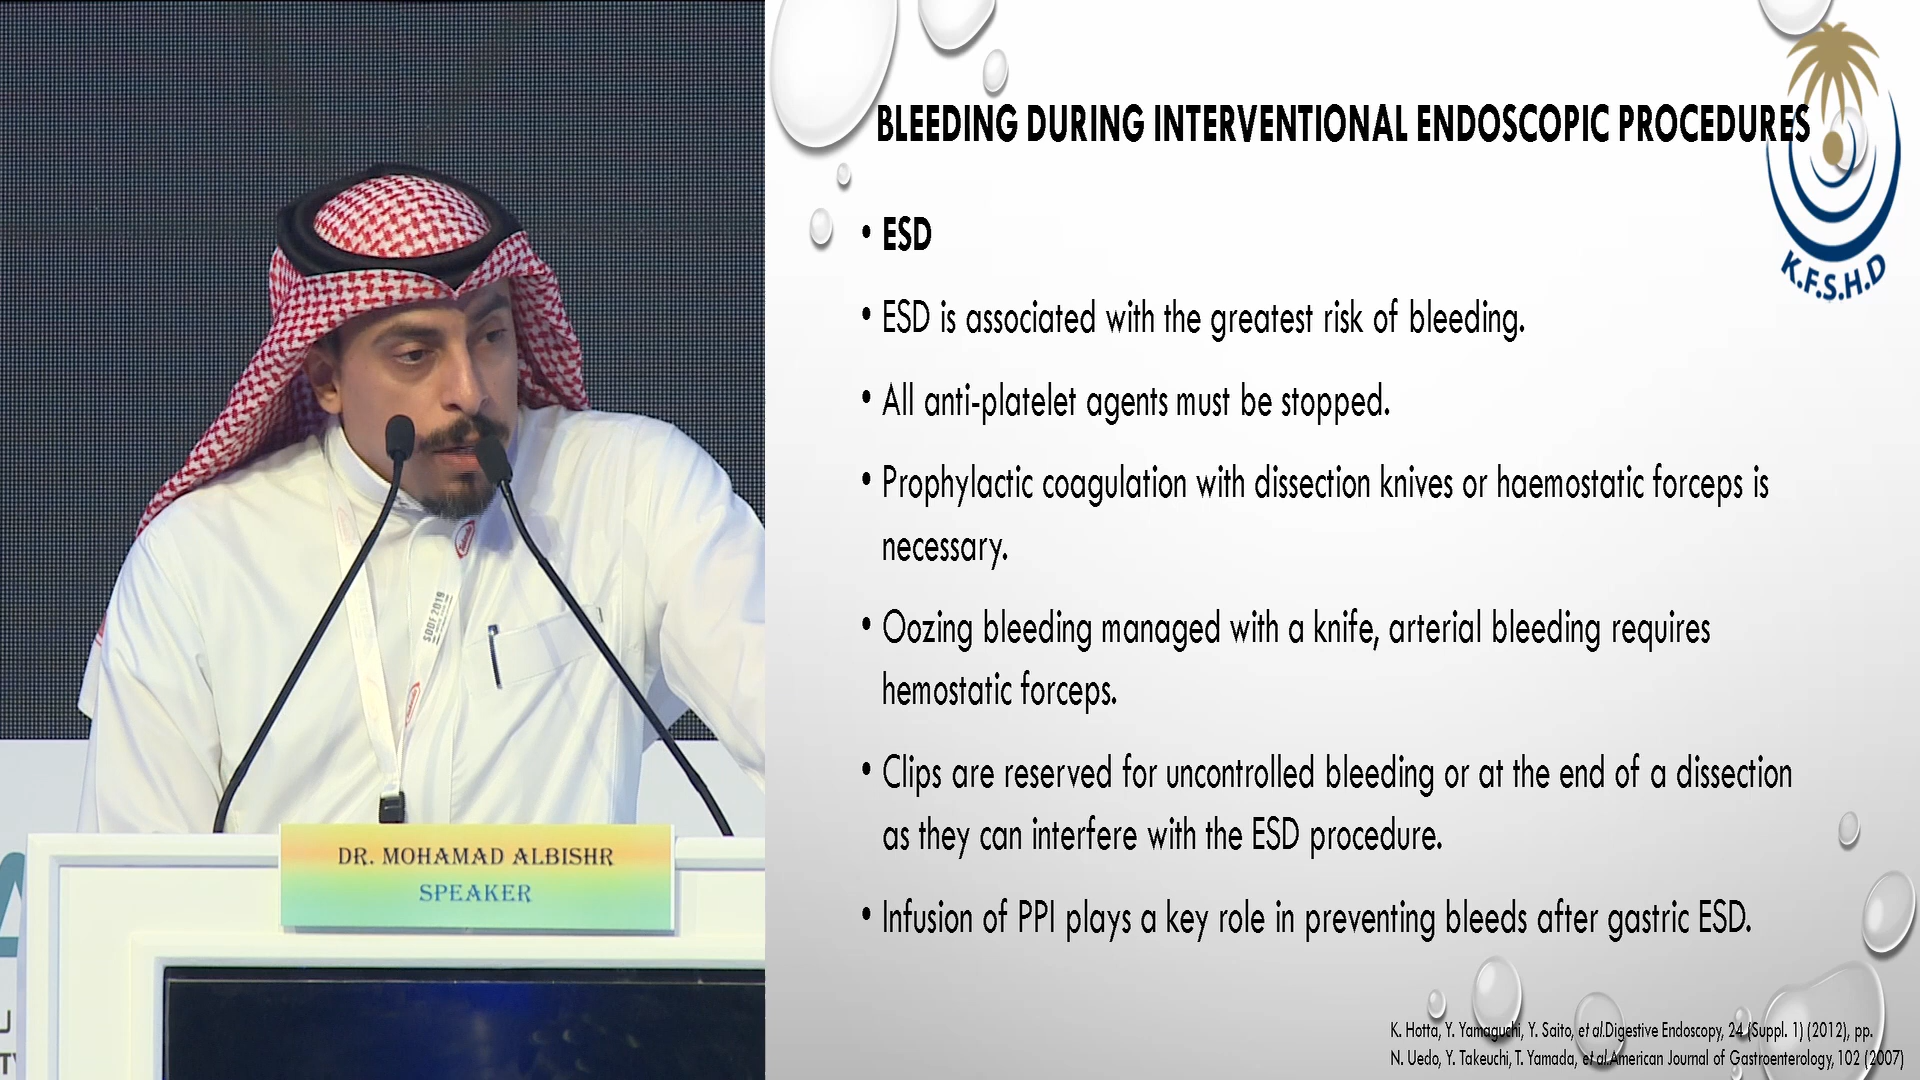 BLEEDING DURING INTERVENTIONAL ENDOSCOPIC PROCEDURES
K.F.S.H.D
• ESD
• ESD is associated with the greatest risk of bleeding.
• All anti-platelet agents must be stopped.
• Prophylactic coagulation with dissection knives or haemostatic forceps is
necessary.
• Oozing bleeding managed with a knife, arterial bleeding requires
hemostatic forceps.
• Clips are reserved for uncontrolled bleeding or at the end of a dissection
as they can interfere with the ESD procedure.
• Infusion of PPI plays a key role in preventing bleeds after gastric ESD.
K. Hotta, Y. Yamaguchi, Y. Saito, et al.Digestive Endoscopy, 24 (Suppl. 1) (2012), pp.
N. Uedo, Y. Takeuchi, T. Yamada, et al.American Journal of Gastroenterology, 102 (2007)
SDDF 2019
DR. MOHAMAD ALBISHR
SPEAKER